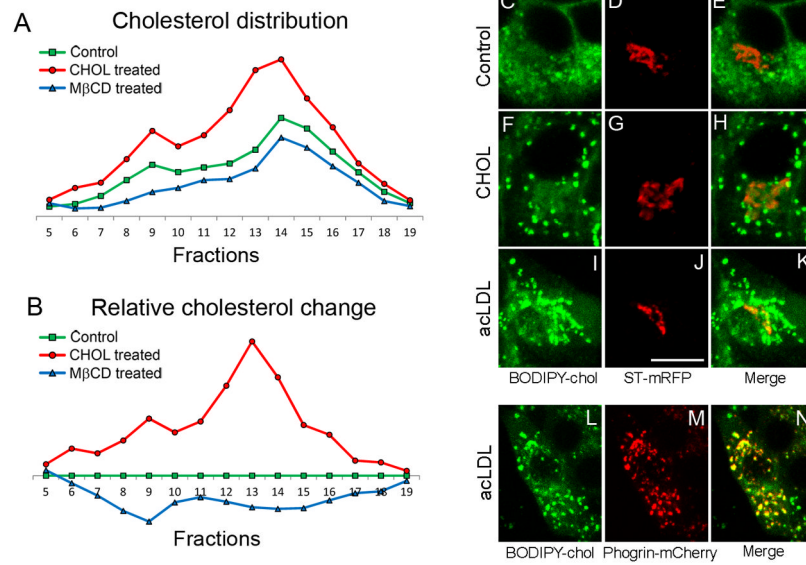 A
Cholesterol distribution
Control
CHOL treated
MβCD treated
5 6 7 8 9 10 11 12 13 14 15 16 17 18 19
Fractions
B
Relative cholesterol change
Control
CHOL treated
MβCD treated
5 6 7 8 9 10 11 12 13 14 15 16 17 18 19
Fractions
Control
C D E
CHOL
F G H
acLDL
I J K
BODIPY-chol ST-mRFP Merge
acLDL
L M N
BODIPY-chol Phogrin-mCherry Merge